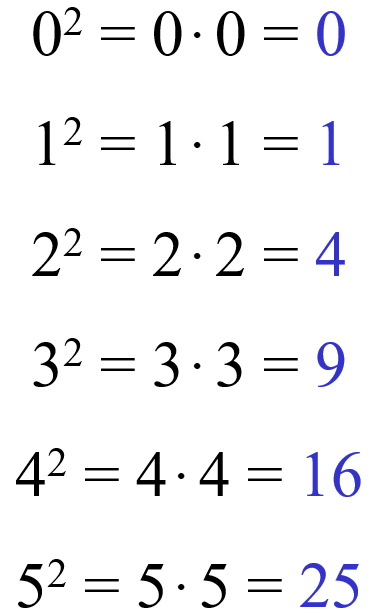 0² = 0 · 0 = 0
1² = 1 · 1 = 1
2² = 2 · 2 = 4
3² = 3 · 3 = 9
4² = 4 · 4 = 16
5² = 5 · 5 = 25